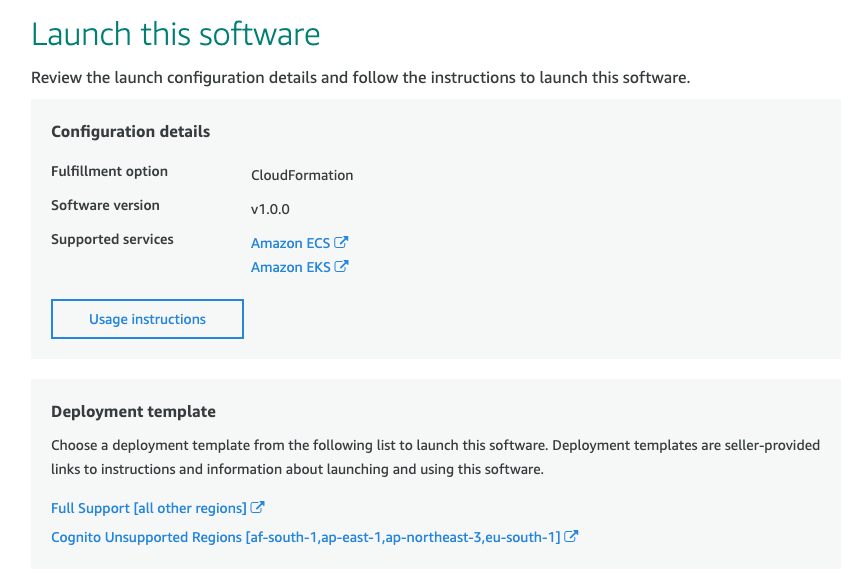 Launch this software
Review the launch configuration details and follow the instructions to launch this software.
Configuration details
Fulfillment option
CloudFormation
Software version
v1.0.0
Supported services
Amazon ECS
Amazon EKS
Usage instructions
Deployment template
Choose a deployment template from the following list to launch this software. Deployment templates are seller-provided
links to instructions and information about launching and using this software.
Full Support [all other regions]
Cognito Unsupported Regions [af-south-1,ap-east-1,ap-northeast-3,eu-south-1]